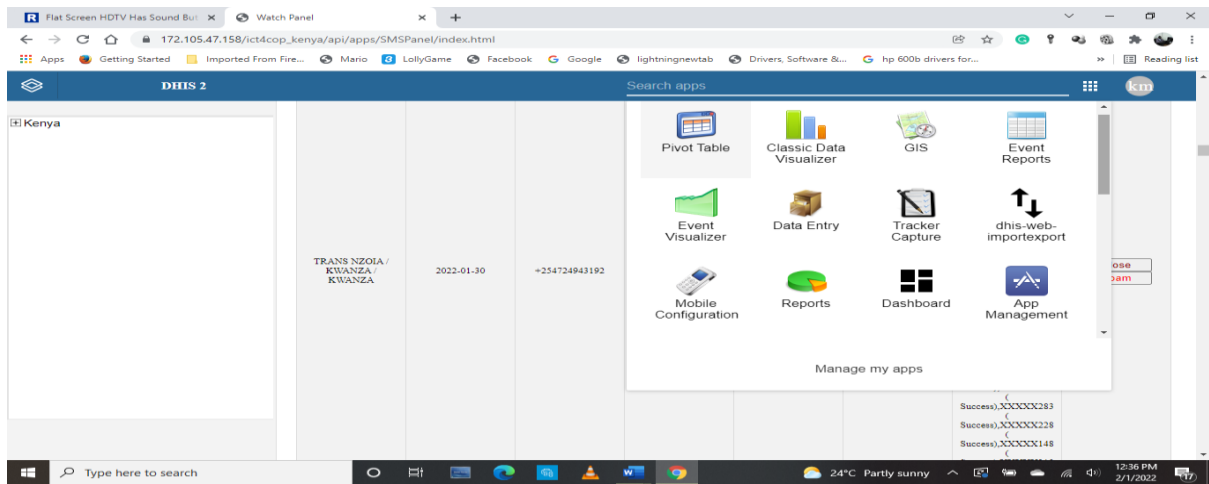 Flat Screen HDTV Has Sound But
Watch Panel
172.105.47.158/ict4cop_kenya/api/apps/SMSPanel/index.html
Apps
Getting Started
Imported From Fire...
Mario
LollyGame
Facebook
Google
lightningnewtab
Drivers, Software &...
hp 600b drivers for...
»
Reading list
DHIS 2
Search apps
km
Kenya
TRANS NZOIA /
KWANZA /
KWANZA
2022-01-30
+254724943192
Pivot Table
Classic Data
Visualizer
GIS
Event
Reports
Event
Visualizer
Data Entry
Tracker
Capture
dhis-web-
importexport
Mobile
Configuration
Reports
Dashboard
App
Management
Manage my apps
ose
pam
(
Success),XXXXX283
(
Success),XXXXX228
(
Success),XXXXX148
(
Type here to search
24°C Partly sunny
12:36 PM
2/1/2022
17